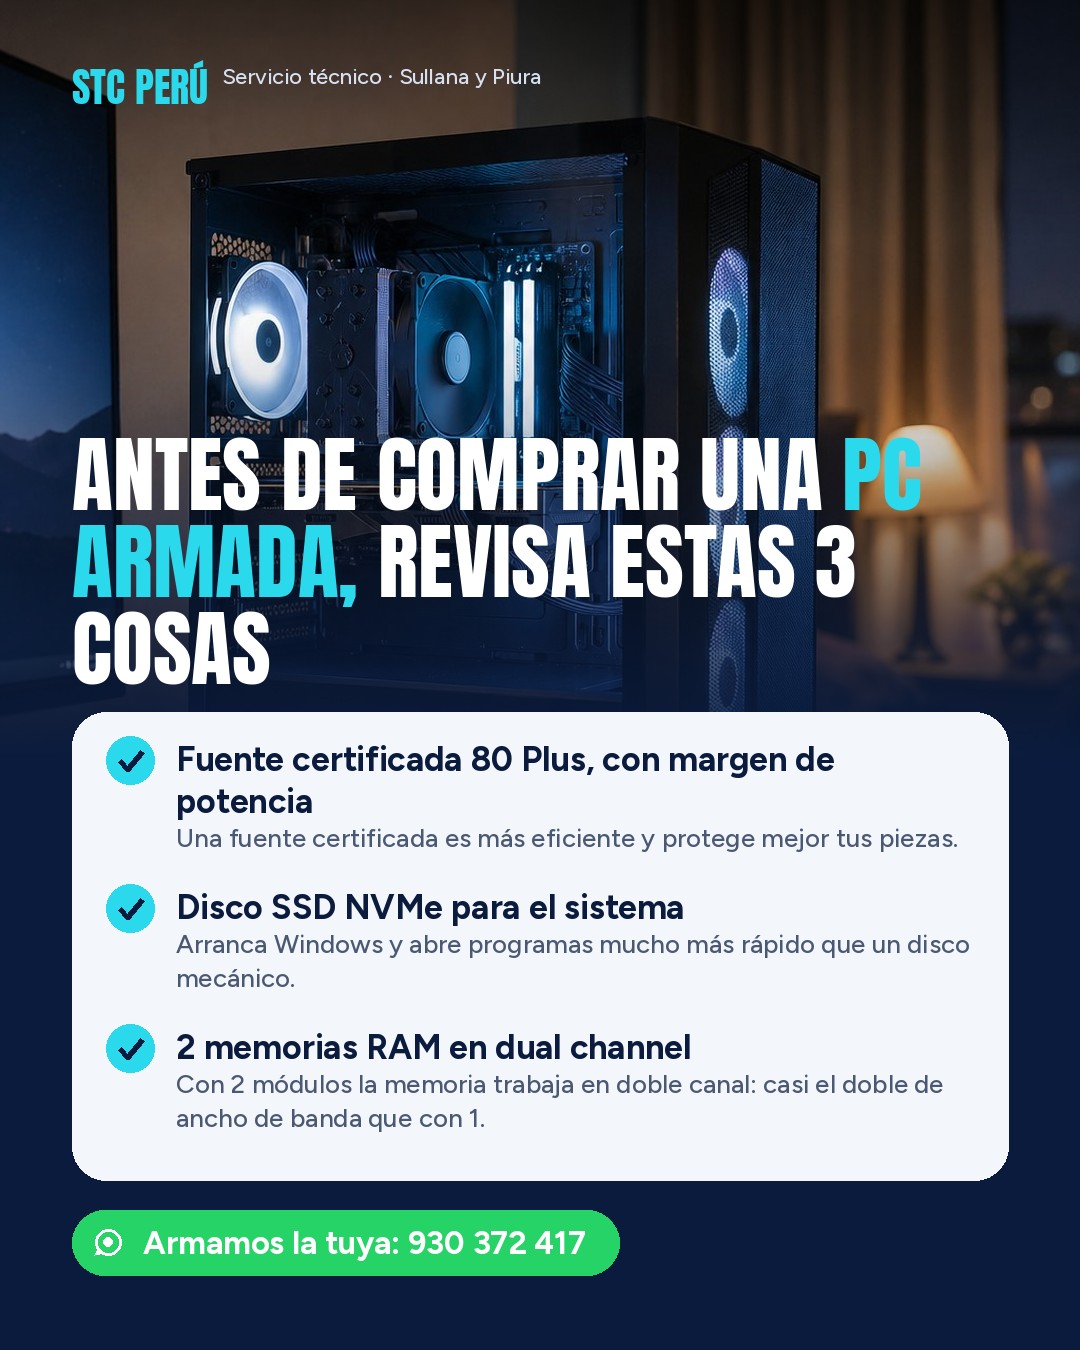 STC PERÚ Servicio técnico · Sullana y Piura
ANTES DE COMPRAR UNA PC
ARMADA, REVISA ESTAS 3
COSAS
Fuente certificada 80 Plus, con margen de
potencia
Una fuente certificada es más eficiente y protege mejor tus piezas.
Disco SSD NVMe para el sistema
Arranca Windows y abre programas mucho más rápido que un disco
mecánico.
2 memorias RAM en dual channel
Con 2 módulos la memoria trabaja en doble canal: casi el doble de
ancho de banda que con 1.
Armamos la tuya: 930 372 417